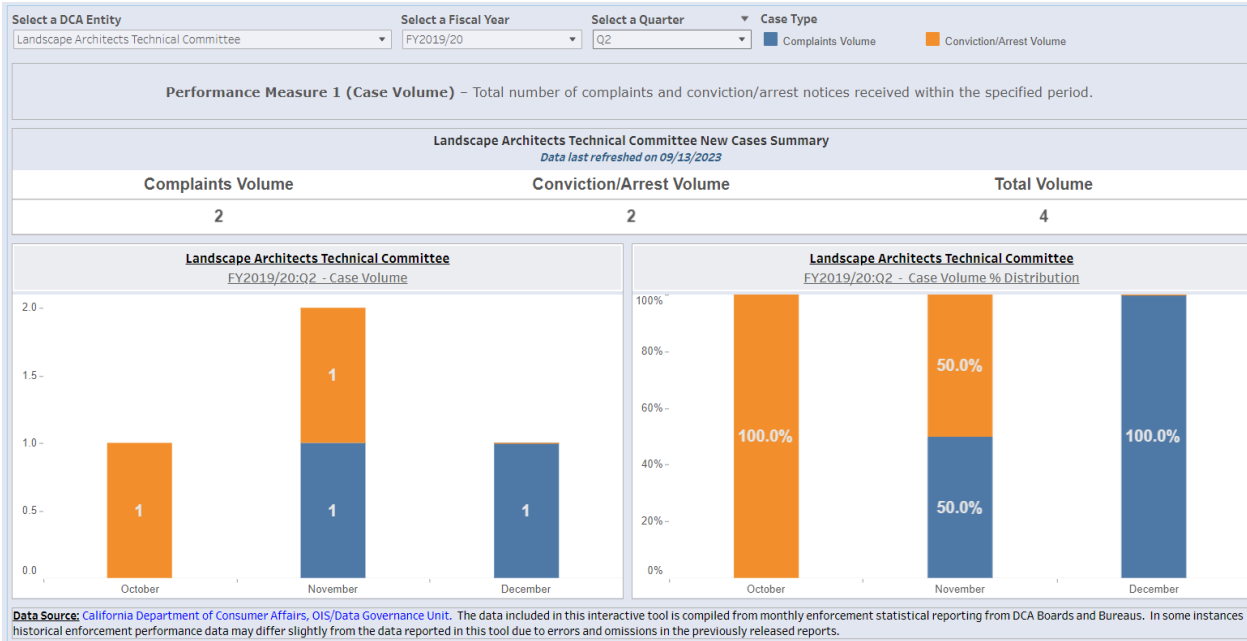 Select a DCA Entity
Select a Fiscal Year
Select a Quarter
Case Type
Landscape Architects Technical Committee
FY2019/20
Q2
Complaints Volume
Conviction/Arrest Volume
Performance Measure 1 (Case Volume) – Total number of complaints and conviction/arrest notices received within the specified period.
Landscape Architects Technical Committee New Cases Summary
Data last refreshed on 09/13/2023
Complaints Volume
Conviction/Arrest Volume
Total Volume
2
2
4
Landscape Architects Technical Committee
FY2019/20:Q2 - Case Volume
2.0
1.5
1.0
0.5
0.0
1
1
1
1
October
November
December
Landscape Architects Technical Committee
FY2019/20:Q2 - Case Volume % Distribution
100%
80%
60%
40%
20%
0%
100.0%
50.0%
50.0%
100.0%
October
November
December
Data Source: California Department of Consumer Affairs, OIS/Data Governance Unit. The data included in this interactive tool is compiled from monthly enforcement statistical reporting from DCA Boards and Bureaus. In some instances
historical enforcement performance data may differ slightly from the data reported in this tool due to errors and omissions in the previously released reports.